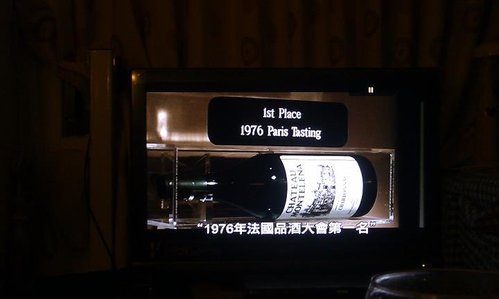 1st Place
1976 Paris Tasting
CHATEAU
MONTELENA
CHARDONNAY
“1976年法國品酒大會第一名”